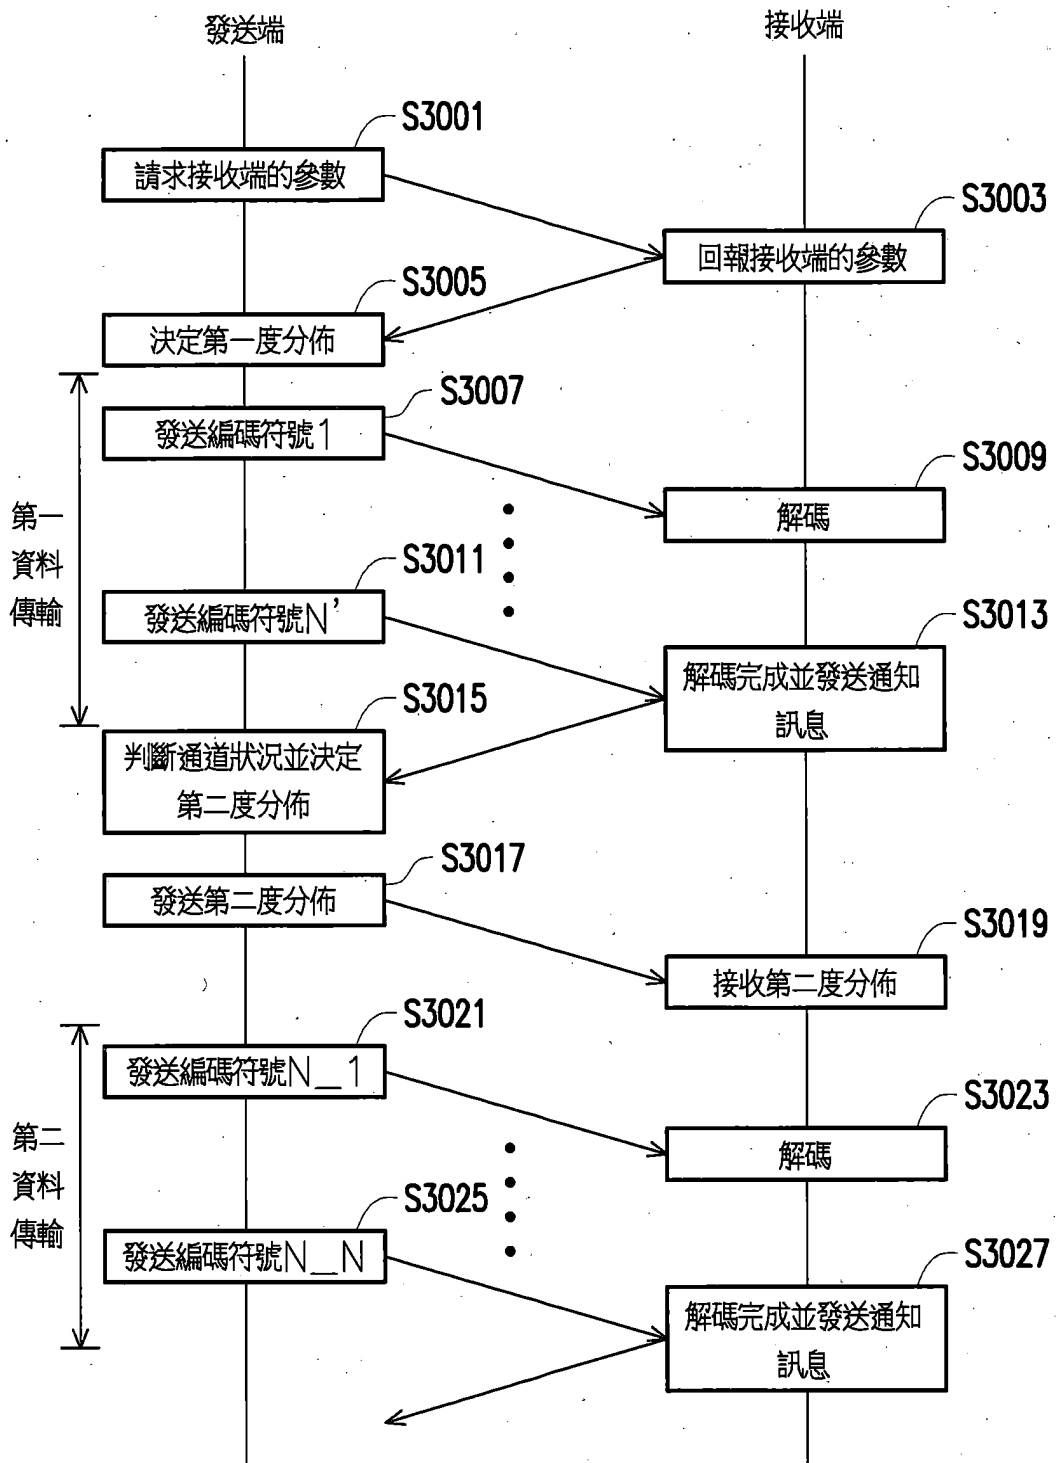 發送端
接收端
S3001
請求接收端的參數
S3003
回報接收端的參數
S3005
決定第一度分佈
S3007
發送編碼符號1
S3009
解碼
第一
資料
傳輸
S3011
發送編碼符號N'
S3013
解碼完成並發送通知
訊息
S3015
判斷通道狀況並決定
第二度分佈
S3017
發送第二度分佈
S3019
接收第二度分佈
S3021
發送編碼符號N_1
S3023
解碼
第二
資料
傳輸
S3025
發送編碼符號N_N
S3027
解碼完成並發送通知
訊息